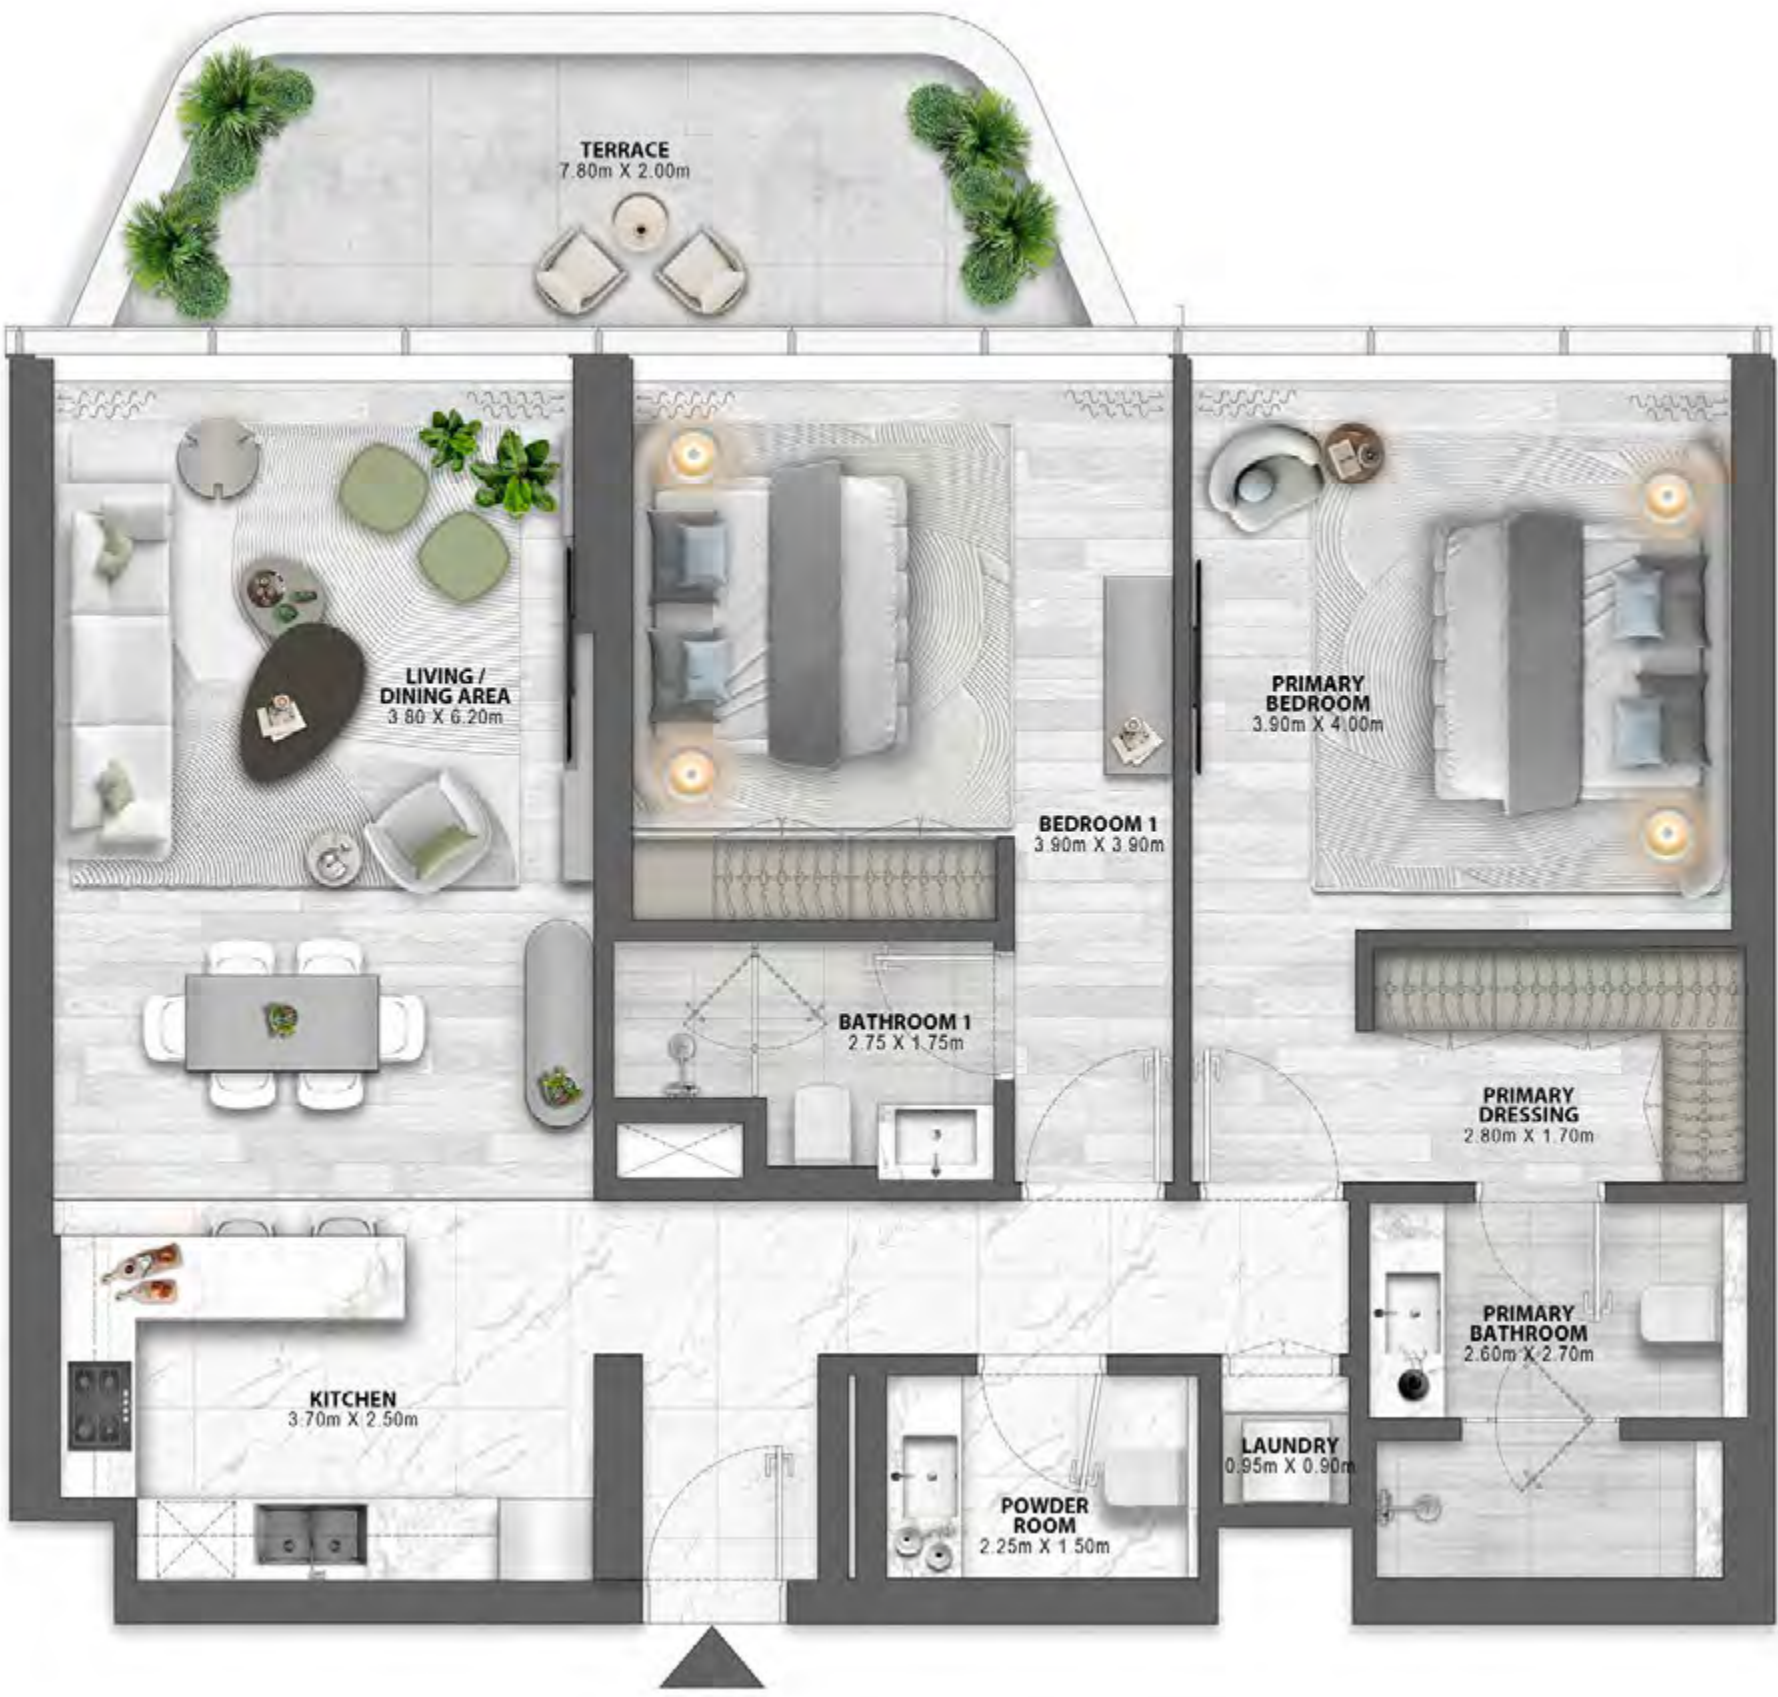 TERRACE
7.80m X 2.00m
LIVING /
DINING AREA
3.80 X 6.20m
PRIMARY
BEDROOM
3.90m X 4.00m
BEDROOM 1
3.90m X 3.90m
BATHROOM 1
2.75 X 1.75m
PRIMARY
DRESSING
2.80m X 1.70m
PRIMARY
BATHROOM
2.60m X 2.70m
KITCHEN
3.70m X 2.50m
LAUNDRY
0.95m X 0.90m
POWDER
ROOM
2.25m X 1.50m